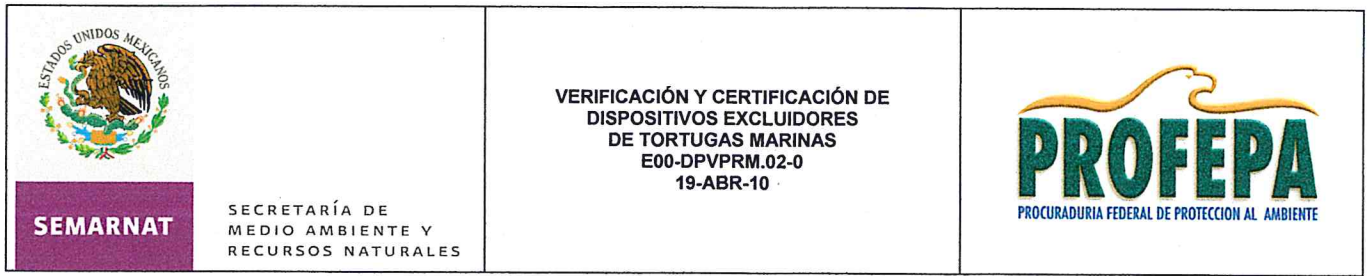 ESTADOS UNIDOS MEXICANOS
SEMARNAT
SECRETARÍA DE
MEDIO AMBIENTE Y
RECURSOS NATURALES
VERIFICACIÓN Y CERTIFICACIÓN DE
DISPOSITIVOS EXCLUIDORES
DE TORTUGAS MARINAS
E00-DPVPRM.02-0
19-ABR-10
PROFEPA
PROCURADURIA FEDERAL DE PROTECCION AL AMBIENTE